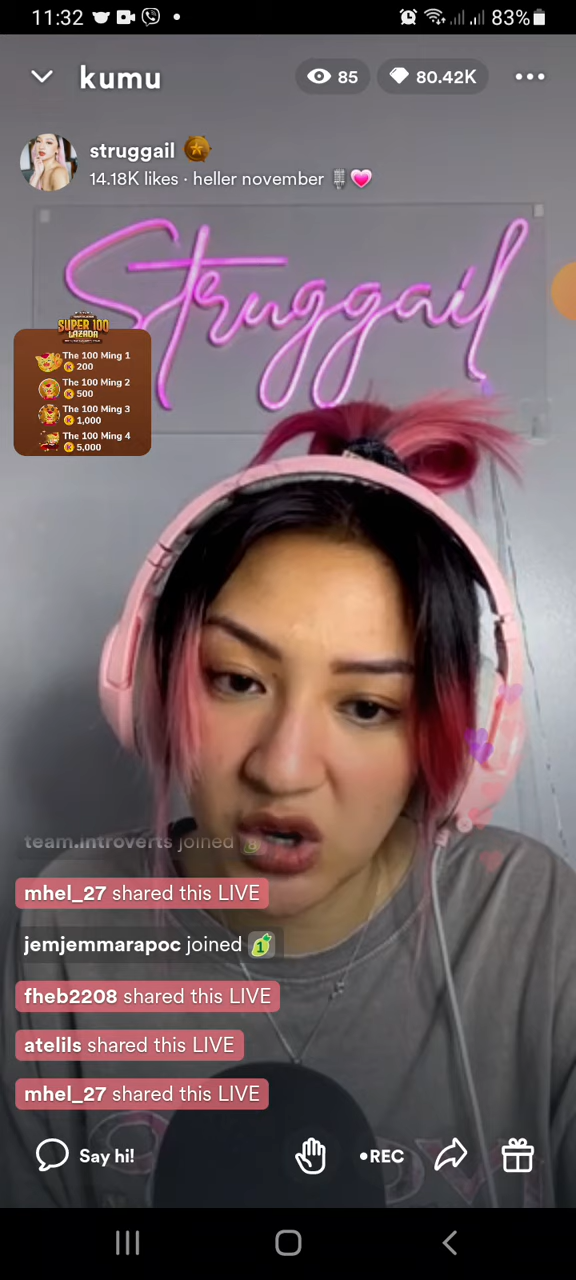 11:32
83%
kumu
85
80.42K
struggail
14.18K likes · heller november
Struggail
SUPER 100
LAZADA
The 100 Ming 1
200
The 100 Ming 2
500
The 100 Ming 3
1,000
The 100 Ming 4
5,000
team.introverts joined
mhel_27 shared this LIVE
jemjemmarapoc joined 1
fheb2208 shared this LIVE
atelils shared this LIVE
mhel_27 shared this LIVE
Say hi!
•REC